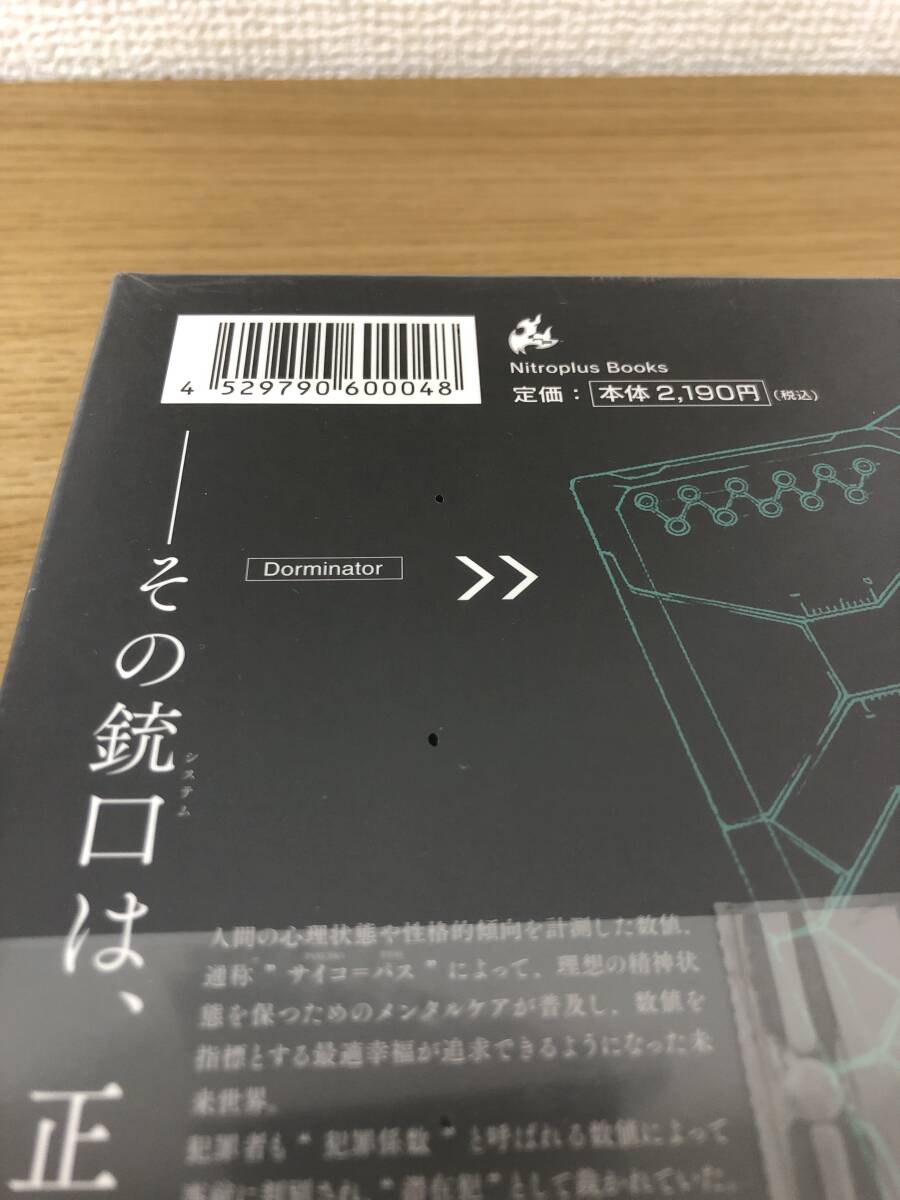 4 529790 600048
Nitroplus Books
定価：本体 2,190円(税込)
Dorminator
――その銃口は、正
システム
人間の心理状態や性格的傾向を計測した数値、
通称”サイコ＝パス”によって、理想の精神状
態を保つためのメンタルケアが普及し、数値を
指標とする最適幸福が追求できるようになった未
来世界。
犯罪者も“犯罪係数”と呼ばれる数値によって
”潜在犯”として裁かれていた。